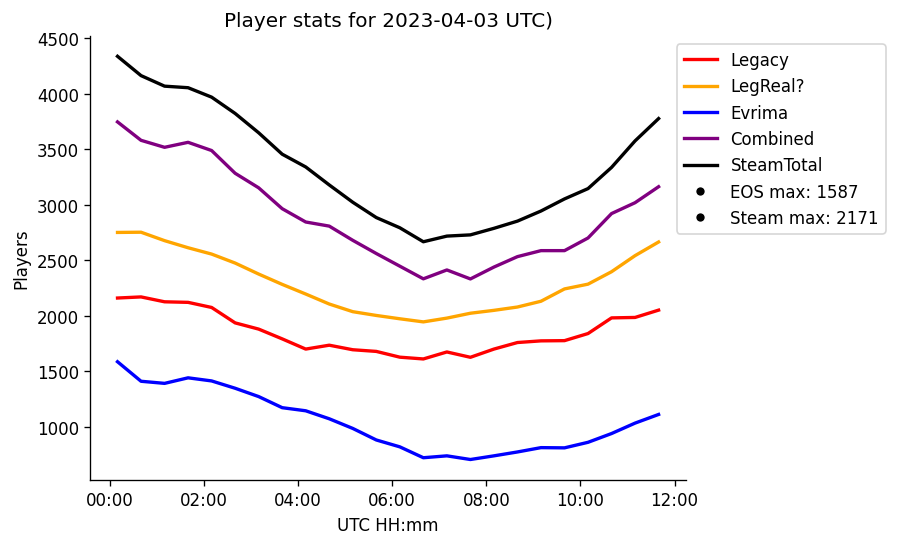 Player stats for 2023-04-03 UTC)
4500
4000
3500
3000
2500
2000
1500
1000
Players
00:00
02:00
04:00
06:00
08:00
10:00
12:00
UTC HH:mm
Legacy
LegReal?
Evrima
Combined
SteamTotal
EOS max: 1587
Steam max: 2171